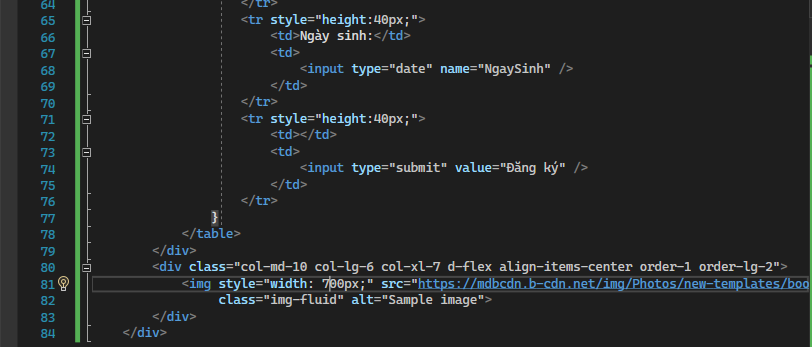 64 </tr>
65 <tr style="height:40px;">
66 <td>Ngày sinh:</td>
67 <td>
68 <input type="date" name="NgaySinh" />
69 </td>
70 </tr>
71 <tr style="height:40px;">
72 <td></td>
73 <td>
74 <input type="submit" value="Đăng ký" />
75 </td>
76 </tr>
77 }
78 </table>
79 </div>
80 <div class="col-md-10 col-lg-6 col-xl-7 d-flex align-items-center order-1 order-lg-2">
81 <img style="width: 700px;" src="https://mdbcdn.b-cdn.net/img/Photos/new-templates/boo
82 class="img-fluid" alt="Sample image">
83 </div>
84 </div>